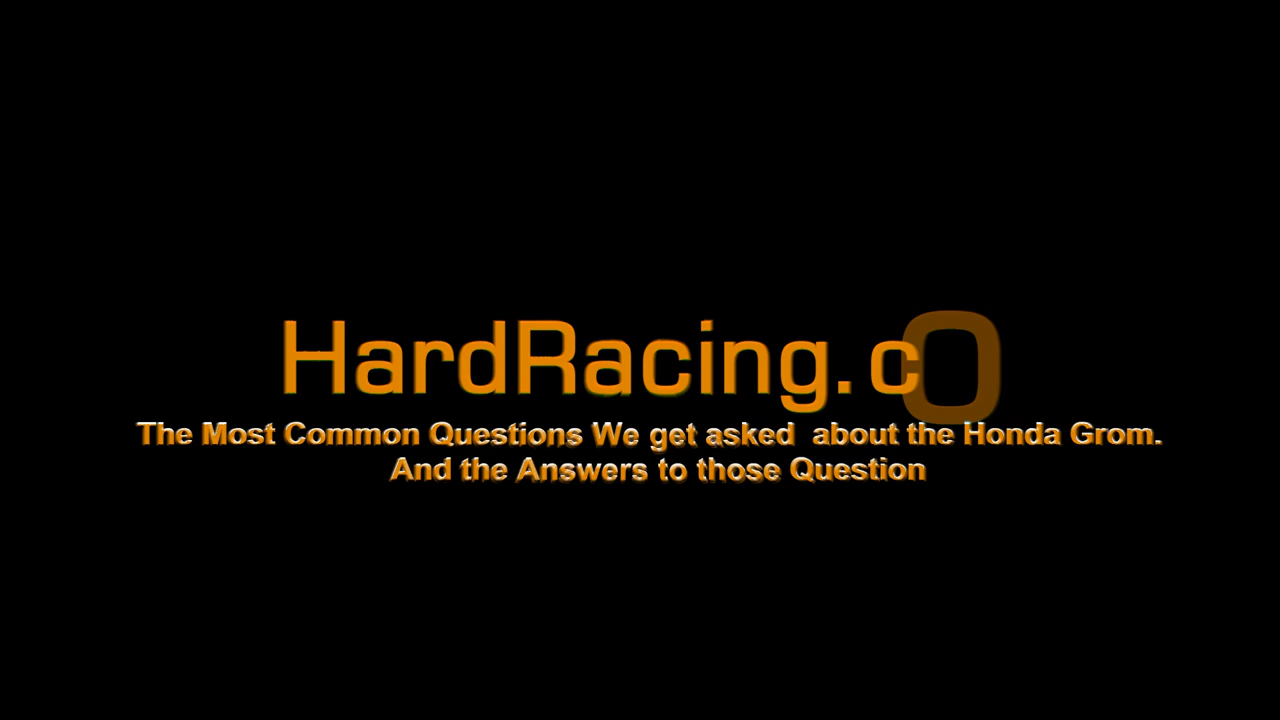 HardRacing.co
The Most Common Questions We get asked  about the Honda Grom.
And the Answers to those Question